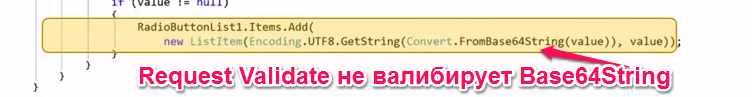 if (value != null)
{
RadioButtonList1.Items.Add(
new ListItem(Encoding.UTF8.GetString(Convert.FromBase64String(value)), value));
}
}
}
Request Validate не валибирует Base64String